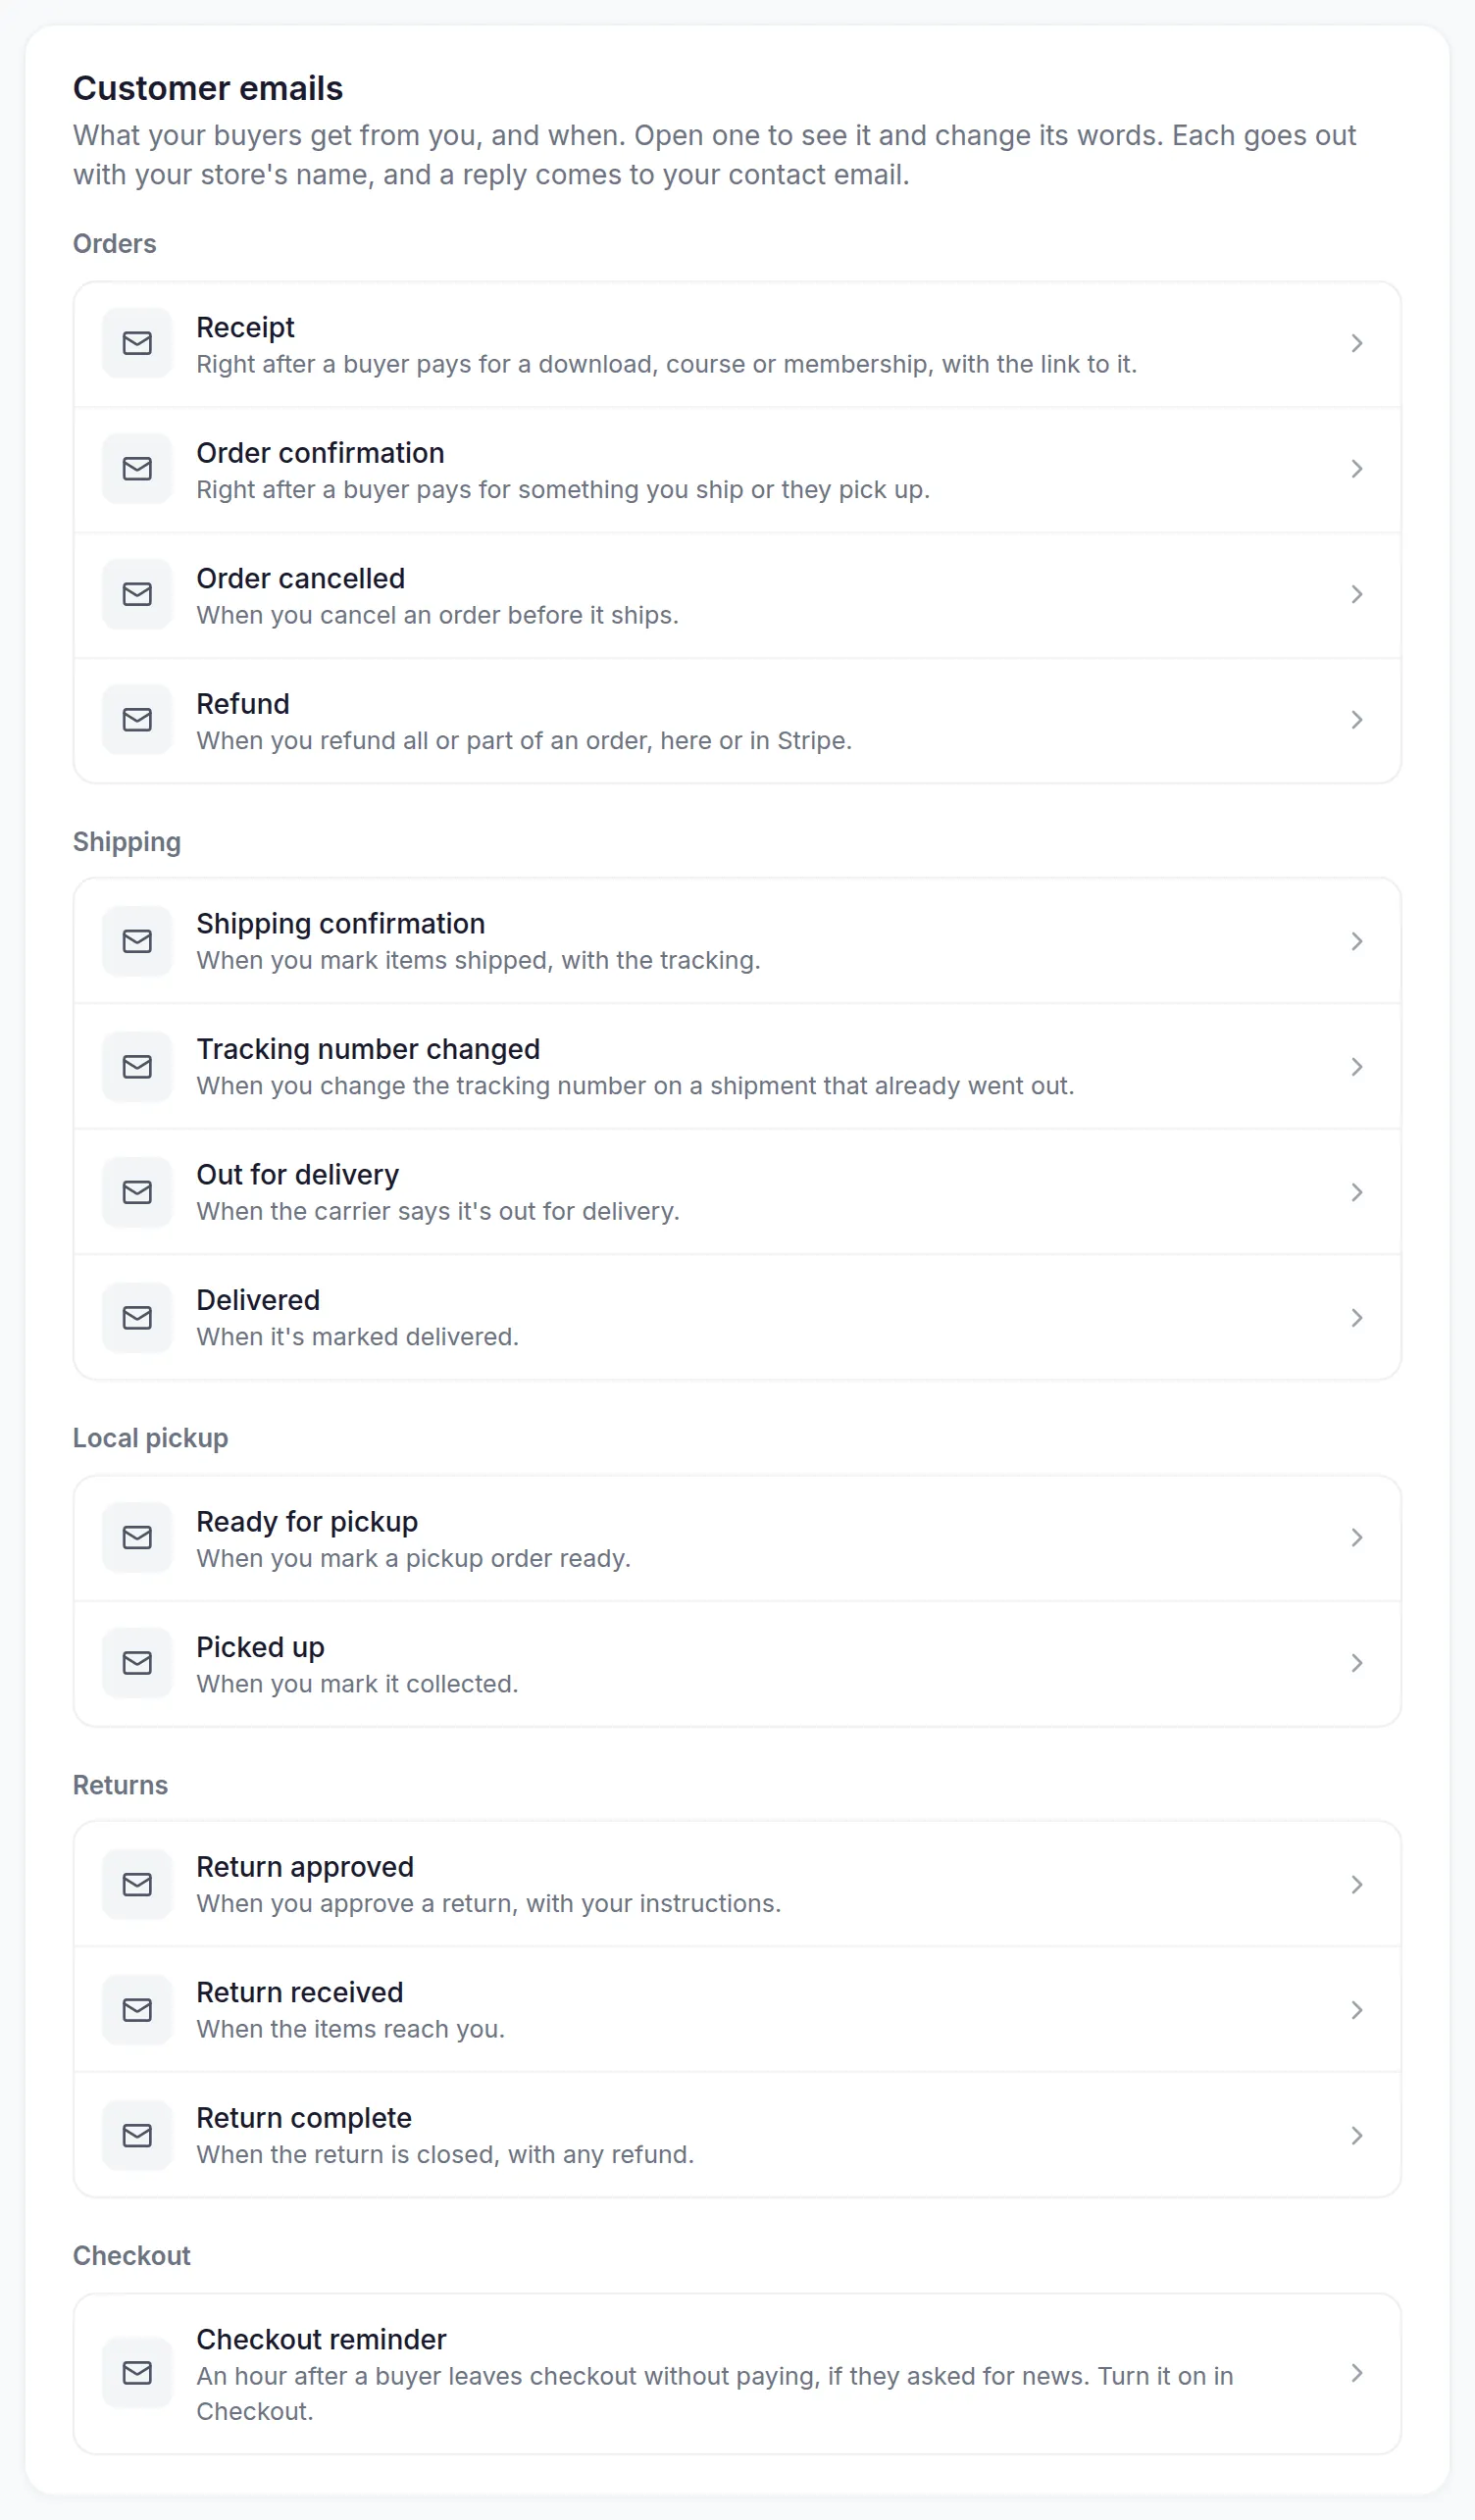 Customer emails
What your buyers get from you, and when. Open one to see it and change its words. Each goes out
with your store's name, and a reply comes to your contact email.
Orders
Receipt
Right after a buyer pays for a download, course or membership, with the link to it.
Order confirmation
Right after a buyer pays for something you ship or they pick up.
Order cancelled
When you cancel an order before it ships.
Refund
When you refund all or part of an order, here or in Stripe.
Shipping
Shipping confirmation
When you mark items shipped, with the tracking.
Tracking number changed
When you change the tracking number on a shipment that already went out.
Out for delivery
When the carrier says it's out for delivery.
Delivered
When it's marked delivered.
Local pickup
Ready for pickup
When you mark a pickup order ready.
Picked up
When you mark it collected.
Returns
Return approved
When you approve a return, with your instructions.
Return received
When the items reach you.
Return complete
When the return is closed, with any refund.
Checkout
Checkout reminder
An hour after a buyer leaves checkout without paying, if they asked for news. Turn it on in
Checkout.